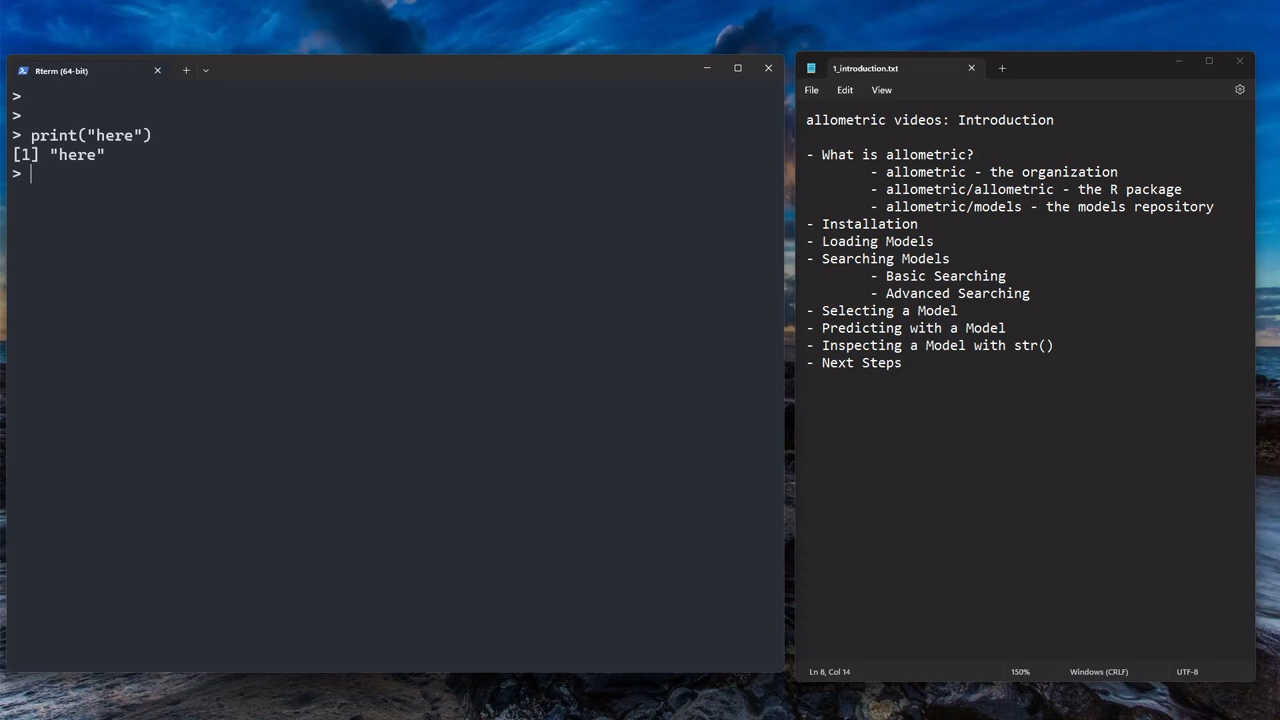 Rterm (64-bit)
>
>
> print("here")
[1] "here"
>
1_introduction.txt
File Edit View
allometric videos: Introduction
- What is allometric?
- allometric - the organization
- allometric/allometric - the R package
- allometric/models - the models repository
- Installation
- Loading Models
- Searching Models
- Basic Searching
- Advanced Searching
- Selecting a Model
- Predicting with a Model
- Inspecting a Model with str()
- Next Steps
Ln 8, Col 14 150% Windows (CRLF) UTF-8